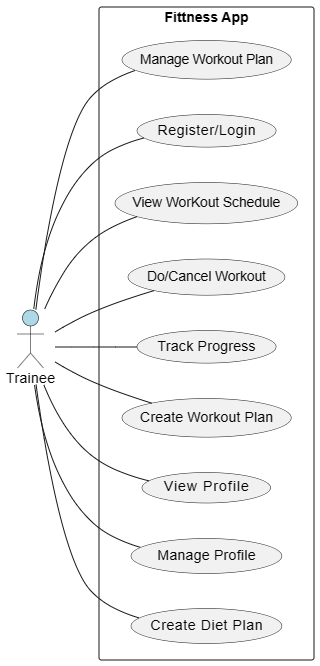 Fittness App
Manage Workout Plan
Register/Login
View WorKout Schedule
Do/Cancel Workout
Track Progress
Trainee
Create Workout Plan
View Profile
Manage Profile
Create Diet Plan